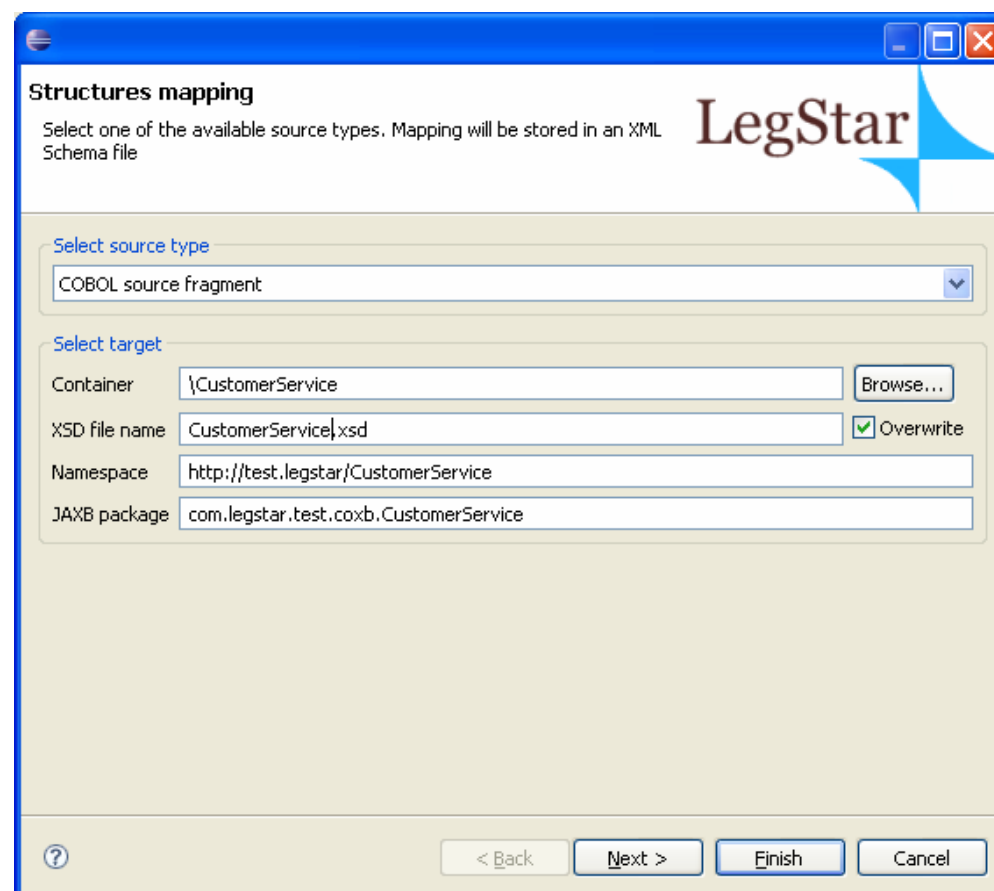 Structures mapping
Select one of the available source types. Mapping will be stored in an XML
Schema file
LegStar
Select source type
COBOL source fragment
Select target
Container \CustomerService Browse...
XSD file name CustomerService.xsd Overwrite
Namespace http://test.legstar/CustomerService
JAXB package com.legstar.test.coxb.CustomerService
? < Back Next > Finish Cancel